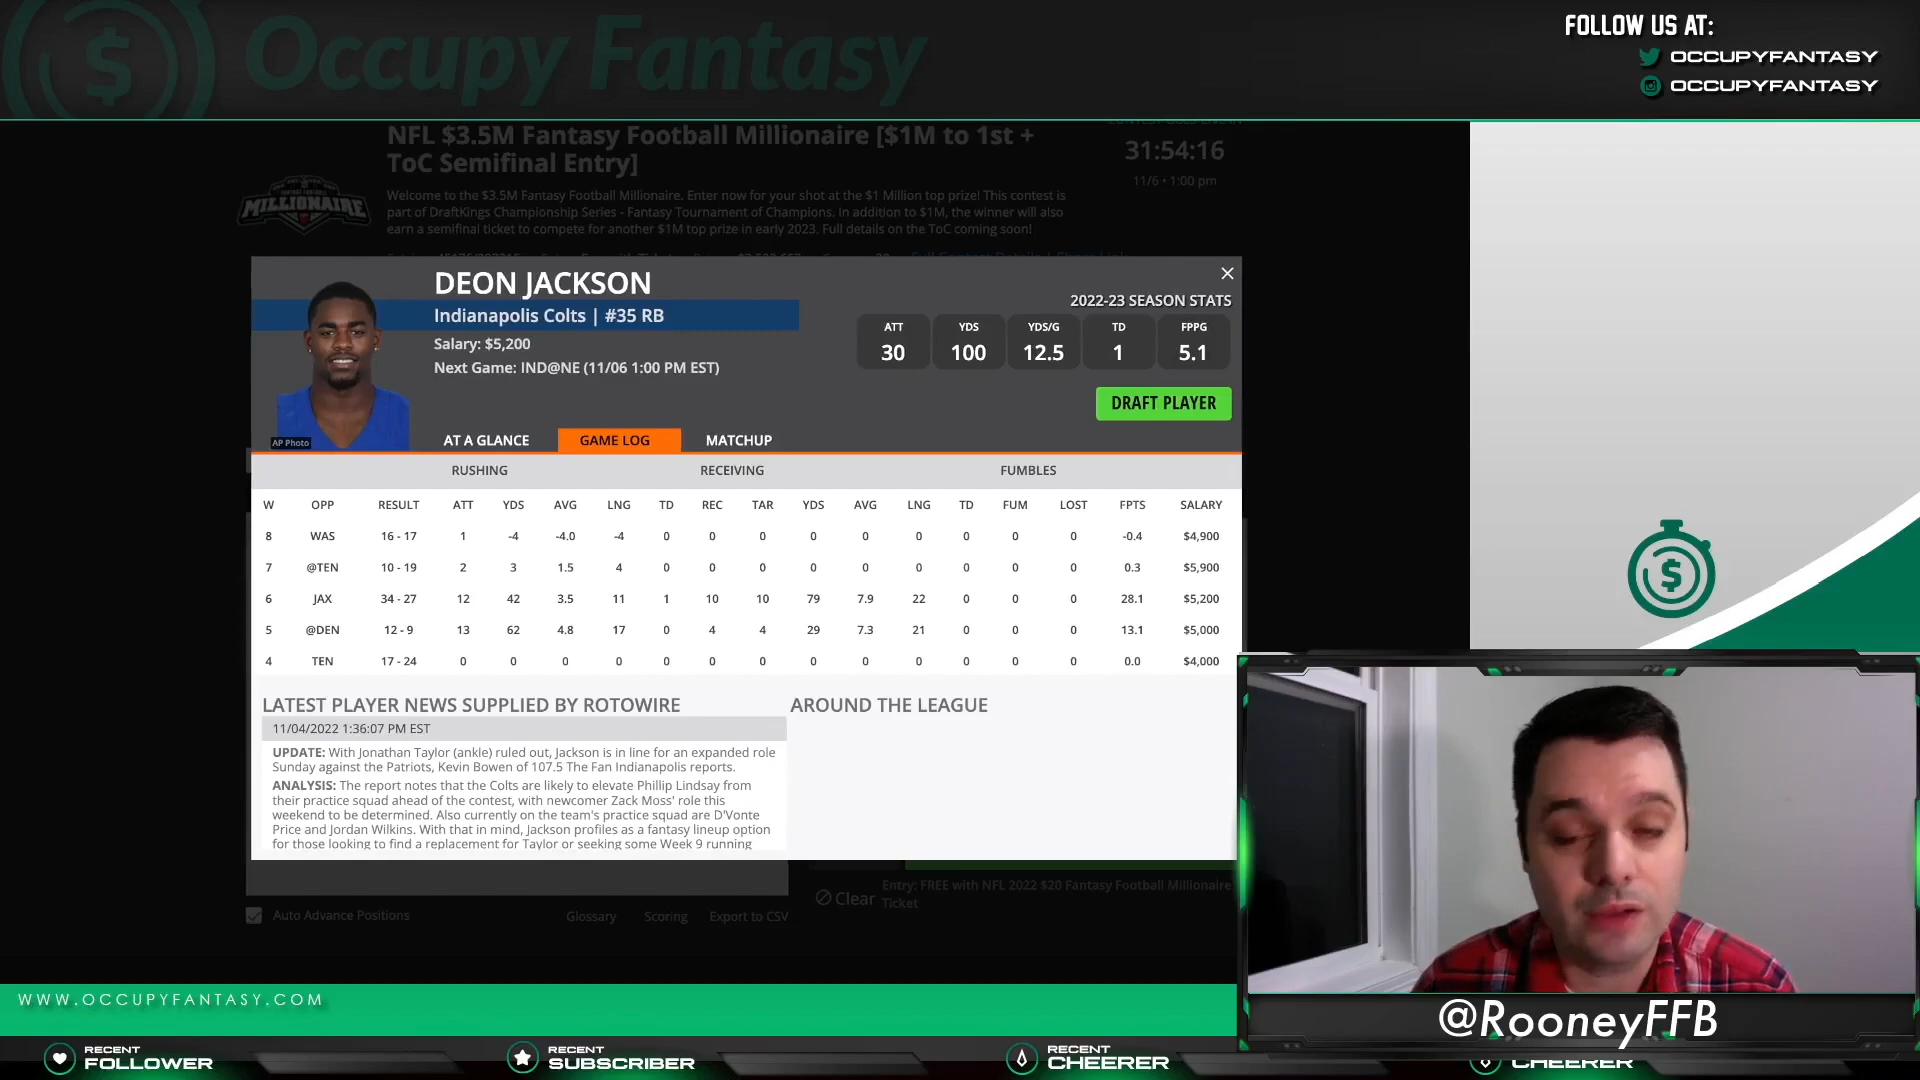 Occupy Fantasy
FOLLOW US AT:
OCCUPYFANTASY
OCCUPYFANTASY
NFL $3.5M Fantasy Football Millionaire [$1M to 1st +
ToC Semifinal Entry]
31:54:16
11/6 • 1:00 pm
MILLIONAIRE
Welcome to the $3.5M Fantasy Football Millionaire. Enter now for your shot at the $1 Million top prize! This contest is
part of DraftKings Championship Series - Fantasy Tournament of Champions. In addition to $1M, the winner will also
earn a semifinal ticket to compete for another $1M top prize in early 2023. Full details on the ToC coming soon!
DEON JACKSON
Indianapolis Colts | #35 RB
Salary: $5,200
Next Game: IND@NE (11/06 1:00 PM EST)
AP Photo
2022-23 SEASON STATS
ATT YDS YDS/G TD FPPG
30 100 12.5 1 5.1
DRAFT PLAYER
AT A GLANCE GAME LOG MATCHUP
RUSHING RECEIVING FUMBLES
W OPP RESULT ATT YDS AVG LNG TD REC TAR YDS AVG LNG TD FUM LOST FPTS SALARY
8 WAS 16 - 17 1 -4 -4.0 -4 0 0 0 0 0 0 0 0 0 -0.4 $4,900
7 @TEN 10 - 19 2 3 1.5 4 0 0 0 0 0 0 0 0 0 0.3 $5,900
6 JAX 34 - 27 12 42 3.5 11 1 10 10 79 7.9 22 0 0 0 28.1 $5,200
5 @DEN 12 - 9 13 62 4.8 17 0 4 4 29 7.3 21 0 0 0 13.1 $5,000
4 TEN 17 - 24 0 0 0 0 0 0 0 0 0 0 0 0 0 0.0 $4,000
LATEST PLAYER NEWS SUPPLIED BY ROTOWIRE
11/04/2022 1:36:07 PM EST
UPDATE: With Jonathan Taylor (ankle) ruled out, Jackson is in line for an expanded role
Sunday against the Patriots, Kevin Bowen of 107.5 The Fan Indianapolis reports.
ANALYSIS: The report notes that the Colts are likely to elevate Phillip Lindsay from
their practice squad ahead of the contest, with newcomer Zack Moss' role this
weekend to be determined. Also currently on the team's practice squad are D'Vonte
Price and Jordan Wilkins. With that in mind, Jackson profiles as a fantasy lineup option
for those looking to find a replacement for Taylor or seeking some Week 9 running
AROUND THE LEAGUE
Auto Advance Positions
Glossary Scoring Export to CSV
Clear
Entry: FREE with NFL 2022 $20 Fantasy Football Millionaire
Ticket
WWW.OCCUPYFANTASY.COM
@RooneyFFB
RECENT
FOLLOWER
RECENT
SUBSCRIBER
RECENT
CHEERER
CHEERER